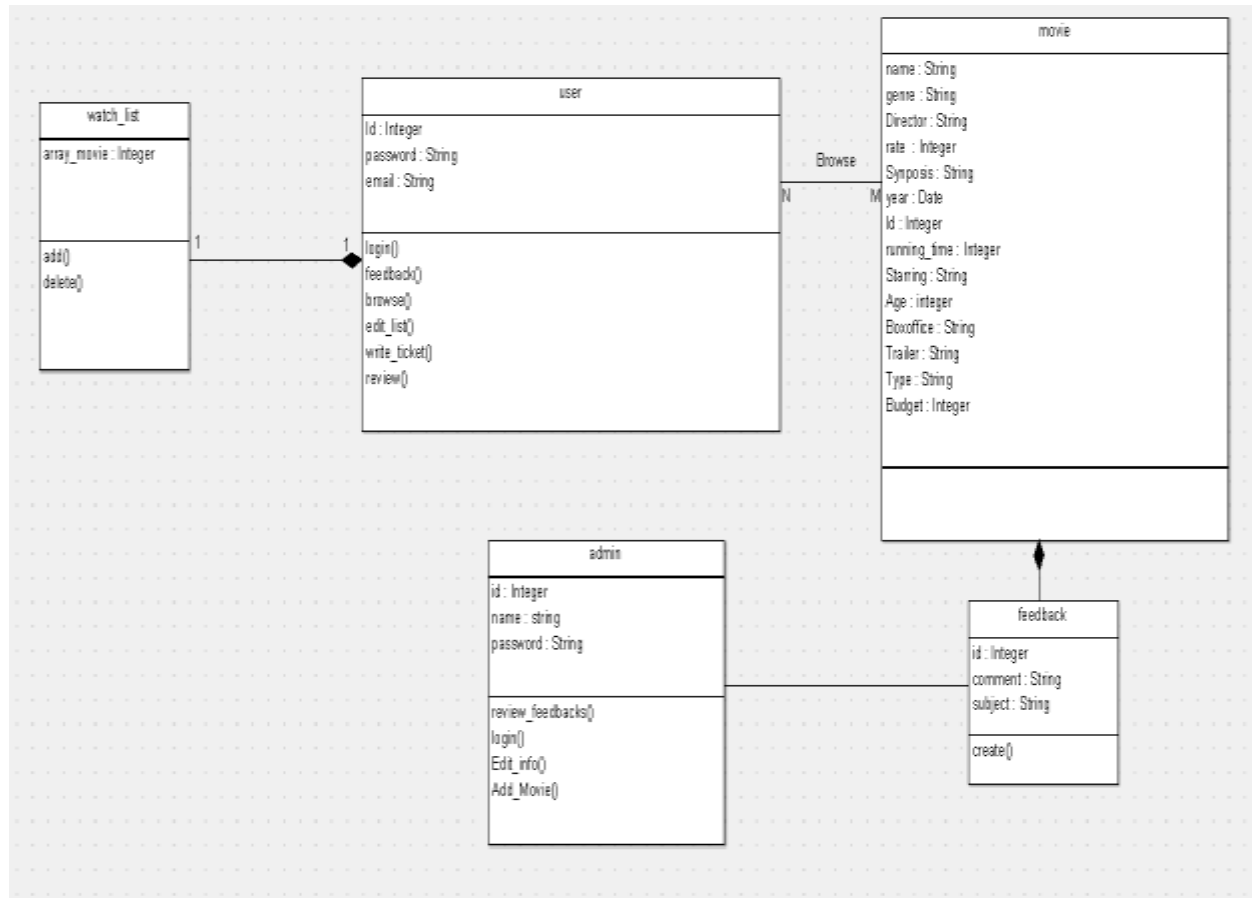 watch_list
array_movie : Integer
add()
delete()
1
1
user
Id : Integer
password : String
email : String
login()
feedback()
browse()
edit_list()
write_ticket()
review()
Browse
N
M
movie
name : String
genre : String
Director : String
rate : Integer
Synposis : String
year : Date
Id : Integer
running_time : Integer
Starring : String
Age : integer
Boxoffice : String
Trailer : String
Type : String
Budget : Integer
admin
id : Integer
name : string
password : String
review_feedbacks()
login()
Edit_info()
Add_Movie()
feedback
id : Integer
comment : String
subject : String
create()